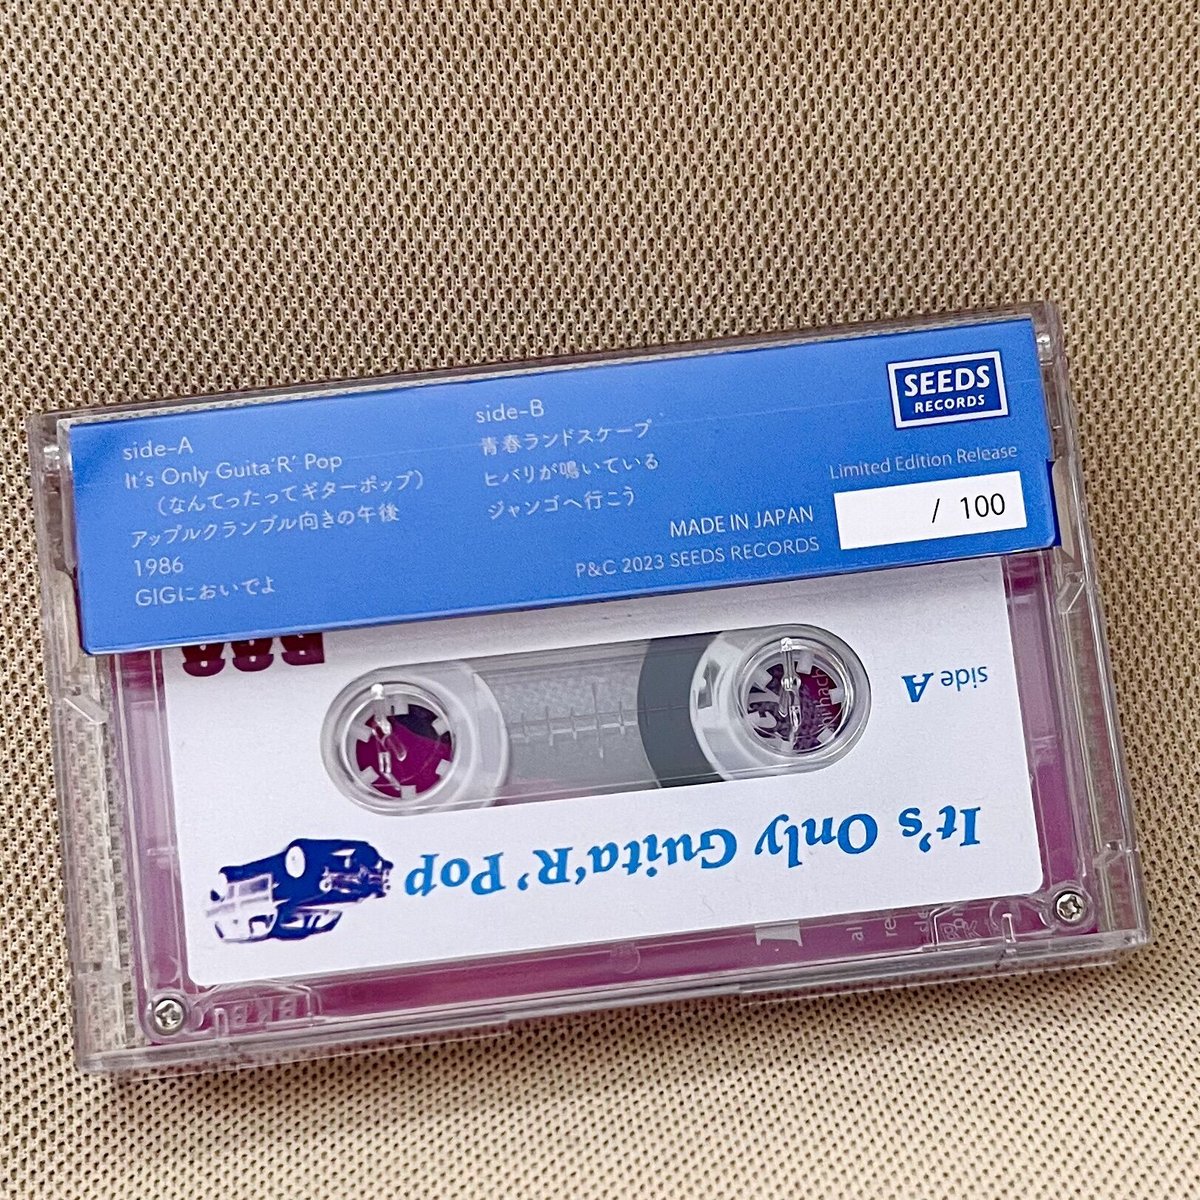 side-A
It's Only Guita'R' Pop
（なんてったってギターポップ）
アップルクランブル向きの午後
1986
GIGにおいでよ
side-B
青春ランドスケープ
ヒバリが鳴いている
ジャンゴへ行こう
SEEDS
RECORDS
Limited Edition Release
/ 100
MADE IN JAPAN
P&C 2023 SEEDS RECORDS
side A
It's Only Guita'R' Pop